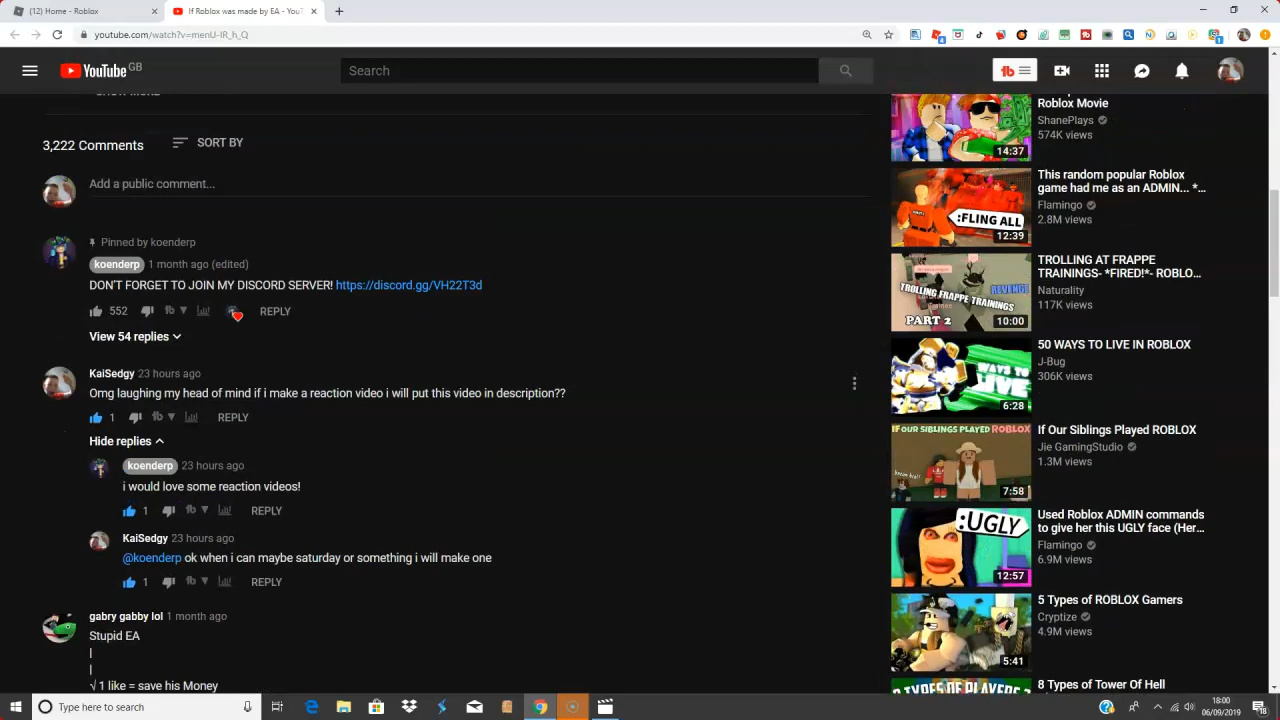 (12) Home - Roblox
If Roblox was made by EA - YouT
youtube.com/watch?v=menU-IR_h_Q
YouTube GB
Search
SHOW MORE
3,222 Comments
SORT BY
Add a public comment...
Pinned by koenderp
koenderp 1 month ago (edited)
DON'T FORGET TO JOIN MY DISCORD SERVER! https://discord.gg/VH22T3d
552 REPLY
View 54 replies
KaiSedgy 23 hours ago
Omg laughing my head of mind if i make a reaction video i will put this video in description??
1 REPLY
Hide replies
koenderp 23 hours ago
i would love some reaction videos!
1 REPLY
KaiSedgy 23 hours ago
@koenderp ok when i can maybe saturday or something i will make one
1 REPLY
gabry gabby lol 1 month ago
Stupid EA
|
|
√ 1 like = save his Money
Roblox Movie
ShanePlays
574K views
14:37
This random popular Roblox
game had me as an ADMIN... *...
Flamingo
2.8M views
:FLING ALL
12:39
TROLLING AT FRAPPE
TRAININGS *FIRED!*- ROBLO...
Naturality
117K views
REVENGE
TROLLING FRAPPE TRAININGS
PART 2
10:00
50 WAYS TO LIVE IN ROBLOX
J-Bug
306K views
WAYS TO
LIVE
6:28
If Our Siblings Played ROBLOX
Jie GamingStudio
1.3M views
IF OUR SIBLINGS PLAYED ROBLOX
7:58
Used Roblox ADMIN commands
to give her this UGLY face (Her...
Flamingo
6.9M views
:UGLY
12:57
5 Types of ROBLOX Gamers
Cryptize
4.9M views
5:41
8 Types of Tower Of Hell
Type here to search
18:00
06/09/2019
18